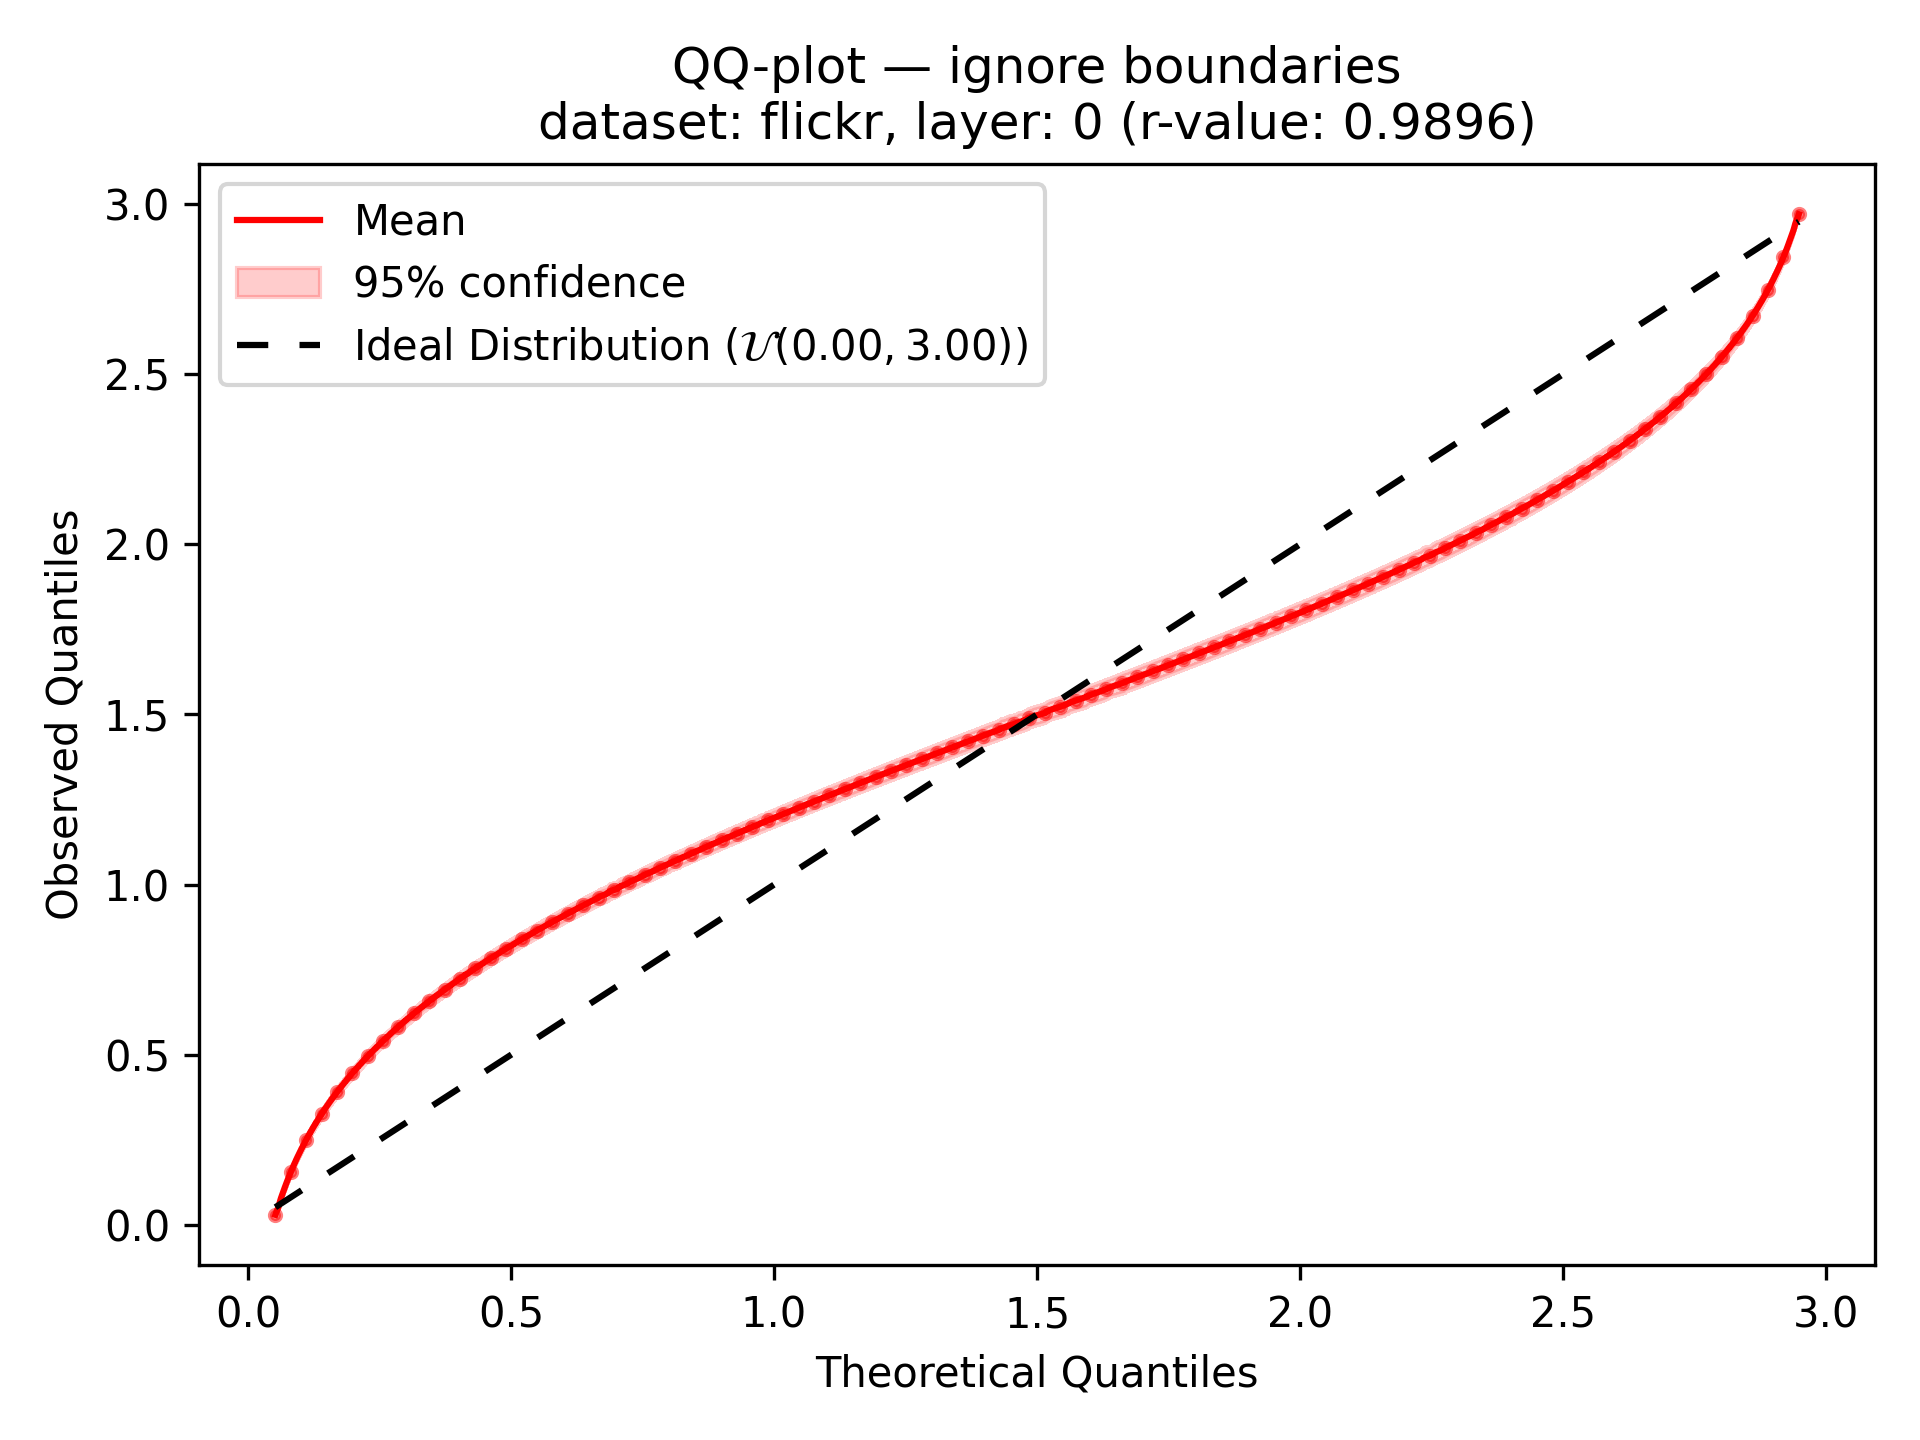 QQ-plot — ignore boundaries
dataset: flickr, layer: 0 (r-value: 0.9896)
Mean
95% confidence
Ideal Distribution (𝒰(0.00, 3.00))
Observed Quantiles
3.0
2.5
2.0
1.5
1.0
0.5
0.0
0.0 0.5 1.0 1.5 2.0 2.5 3.0
Theoretical Quantiles